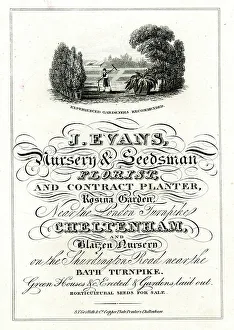 EXPERIENCED GARDENERS RECOMMENDED.
J. EVANS,
Nursery & Seedsman
FLORIST,
AND CONTRACT PLANTER,
Rosina Garden,
Near the London Turnpike
CHELTENHAM,
AND
Blaizen Nursery
on the Shurdington Road near the
BATH TURNPIKE.
Green Houses Erected & Gardens, laid out.
HORTICULTURAL SEEDS FOR SALE.
Copper Plate Printers Cheltenham